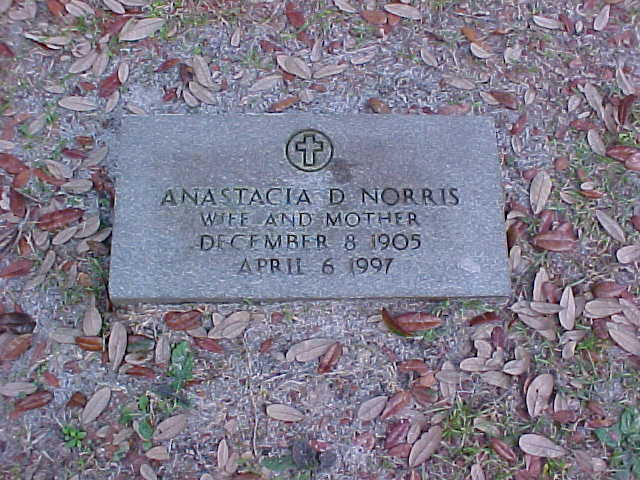 ANASTACIA D NORRIS
WIFE AND MOTHER
DECEMBER 8 1905
APRIL 6 1997